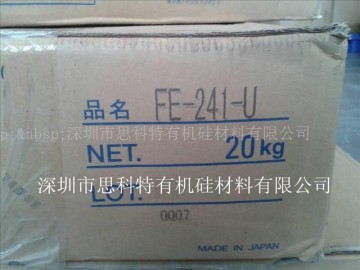 品名 FE-241-U
&nbsp;深圳市思科特有机硅材料有限公司
NET. 20kg
深圳市思科特有机硅材料有限公司
LOT.
0007
MADE IN JAPAN